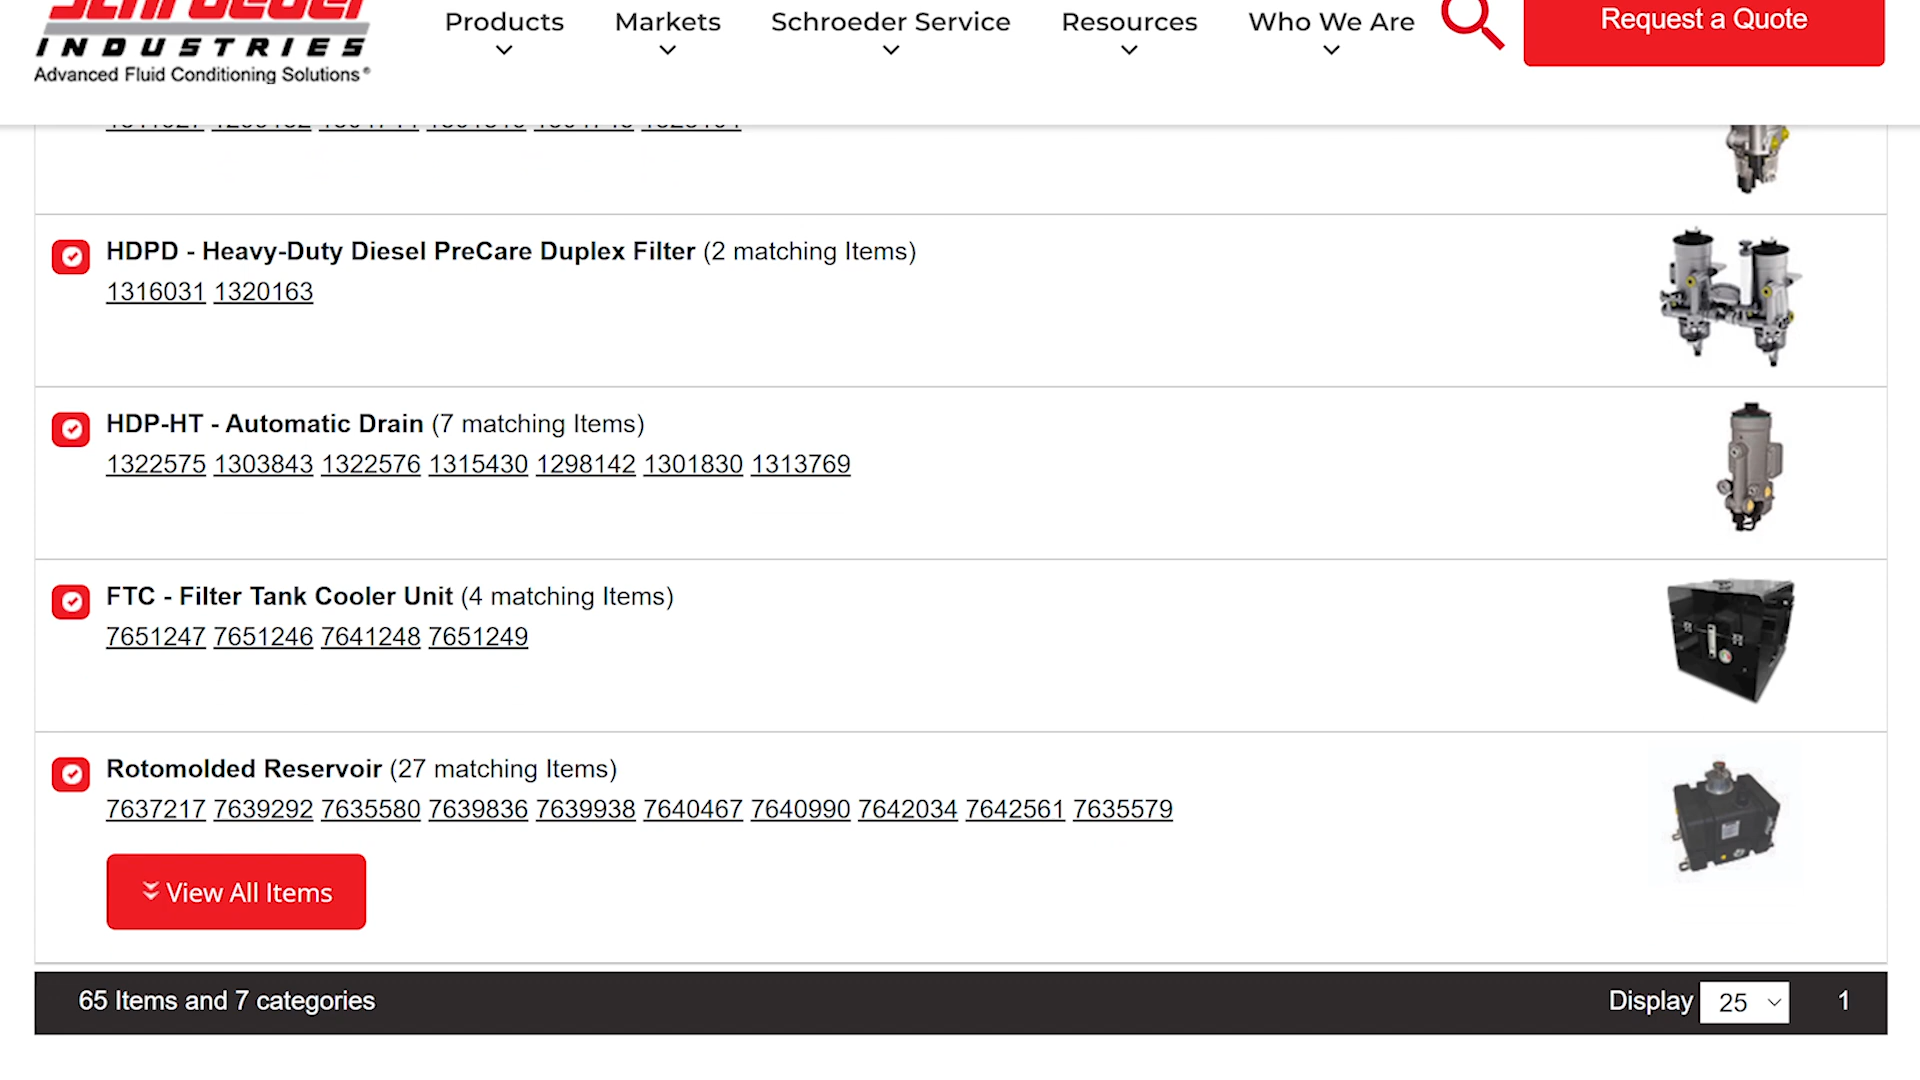 Schroeder
INDUSTRIES
Advanced Fluid Conditioning Solutions®
Products
Markets
Schroeder Service
Resources
Who We Are
Request a Quote
HDPD - Heavy-Duty Diesel PreCare Duplex Filter (2 matching Items)
1316031 1320163
HDP-HT - Automatic Drain (7 matching Items)
1322575 1303843 1322576 1315430 1298142 1301830 1313769
FTC - Filter Tank Cooler Unit (4 matching Items)
7651247 7651246 7641248 7651249
Rotomolded Reservoir (27 matching Items)
7637217 7639292 7635580 7639836 7639938 7640467 7640990 7642034 7642561 7635579
View All Items
65 Items and 7 categories
Display 25
1